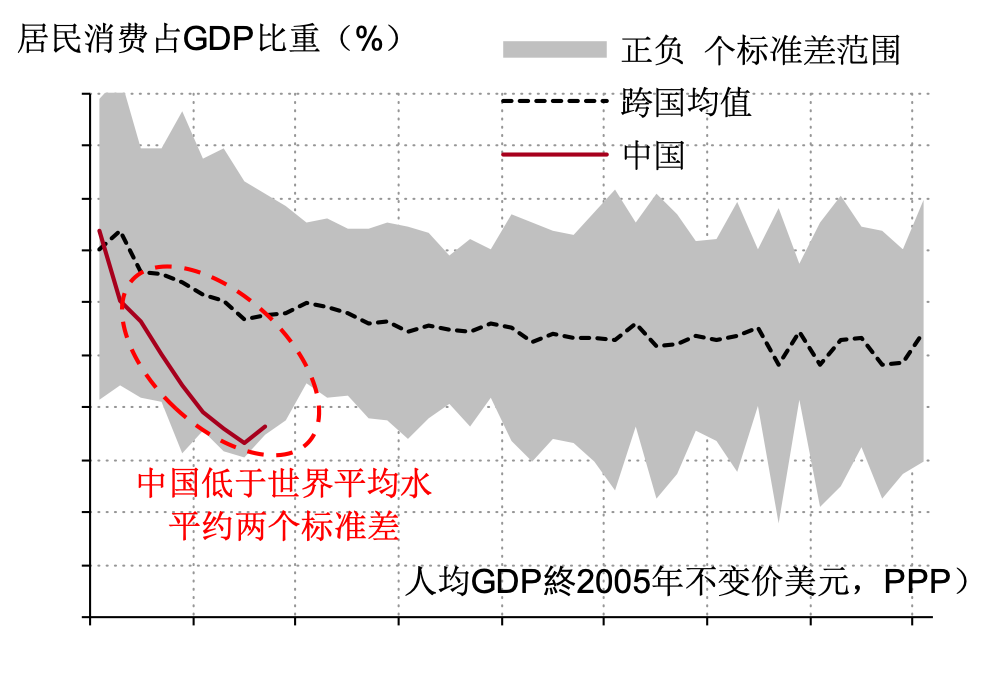 居民消费占GDP比重（%）
正负 个标准差范围
跨国均值
中国
中国低于世界平均水
平约两个标准差
人均GDP終2005年不变价美元，PPP）